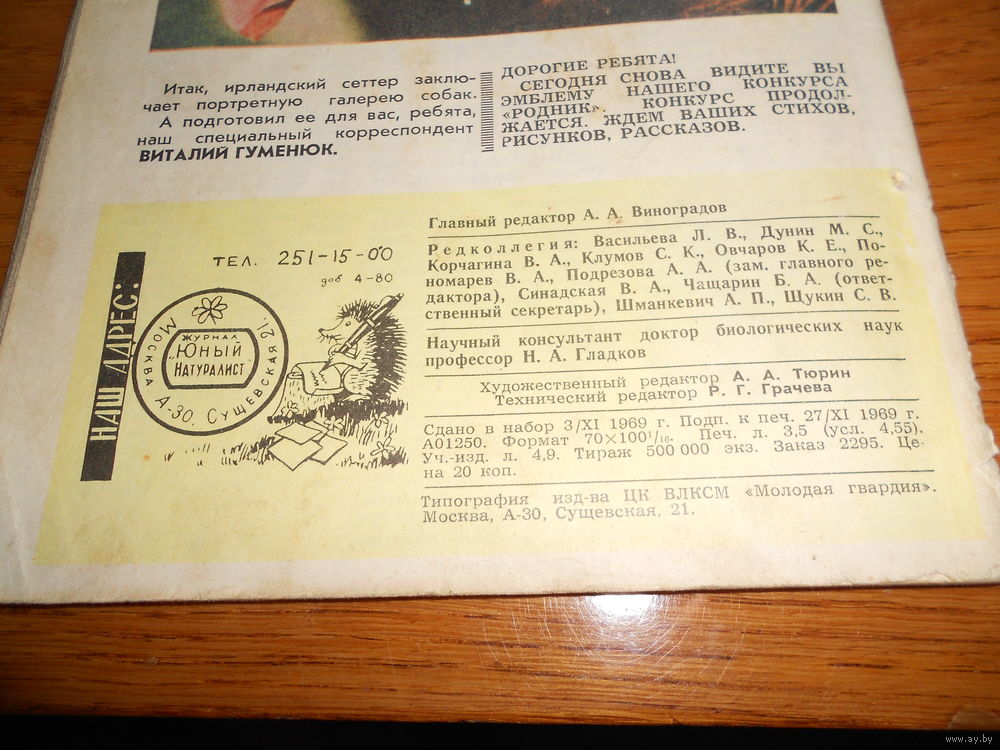 Итак, ирландский сеттер заклю-
чает портретную галерею собак.
А подготовил ее для вас, ребята,
наш специальный корреспондент
ВИТАЛИЙ ГУМЕНЮК.
ДОРОГИЕ РЕБЯТА!
СЕГОДНЯ СНОВА ВИДИТЕ ВЫ
ЭМБЛЕМУ НАШЕГО КОНКУРСА
«РОДНИК». КОНКУРС ПРОДОЛ-
ЖАЕТСЯ. ЖДЕМ ВАШИХ СТИХОВ,
РИСУНКОВ, РАССКАЗОВ.
НАШ АДРЕС:
ТЕЛ. 251-15-00
доб 4-80
МОСКВА А-30, СУЩЕВСКАЯ 21.
ЖУРНАЛ
"ЮНЫЙ
НАТУРАЛИСТ"
Главный редактор А. А. Виноградов
Редколлегия: Васильева Л. В., Дунин М. С.,
Корчагина В. А., Клумов С. К., Овчаров К. Е., По-
номарев В. А., Подрезова А. А. (зам. главного ре-
дактора), Синадская В. А., Чащарин Б. А. (ответ-
ственный секретарь), Шманкевич А. П., Щукин С. В.
Научный консультант доктор биологических наук
профессор Н. А. Гладков
Художественный редактор А. А. Тюрин
Технический редактор Р. Г. Грачева
Сдано в набор 3/XI 1969 г. Подп. к печ. 27/XI 1969 г.
А01250. Формат 70×100 1/16. Печ. л. 3,5 (усл. 4,55).
Уч.-изд. л. 4,9. Тираж 500 000 экз. Заказ 2295. Це-
на 20 коп.
Типография изд-ва ЦК ВЛКСМ «Молодая гвардия».
Москва, А-30, Сущевская, 21.
www.ay.by